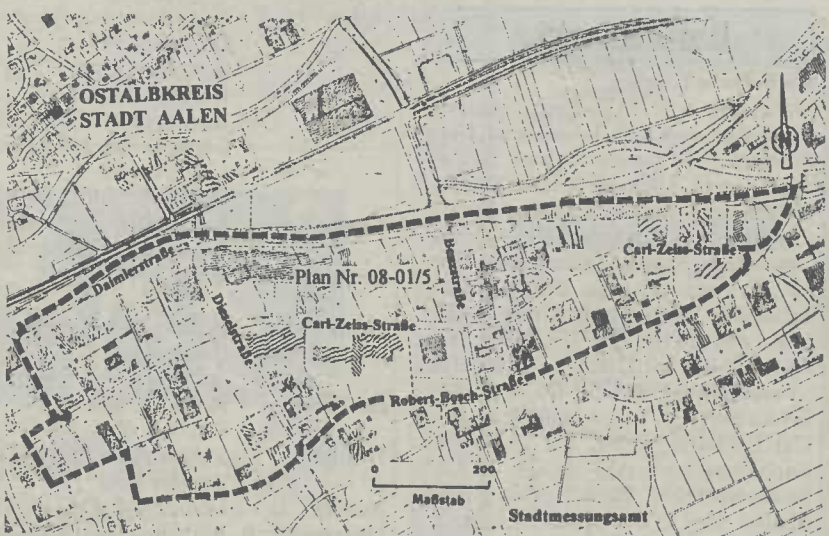 OSTALBKREIS
STADT AALEN
N
Carl-Zeiss-Straße
Benzstraße
Daimlerstraße
Plan Nr. 08-01/5
Dieselstraße
Carl-Zeiss-Straße
Robert-Bosch-Straße
0 200
Maßstab
Stadtmessungsamt